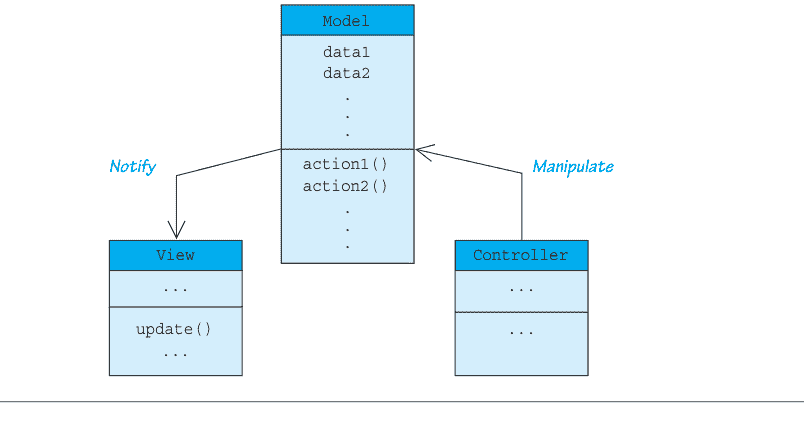 Model
data1
data2
.
.
.
action1()
action2()
.
.
.
Notify
Manipulate
View
...
update()
...
Controller
...
...